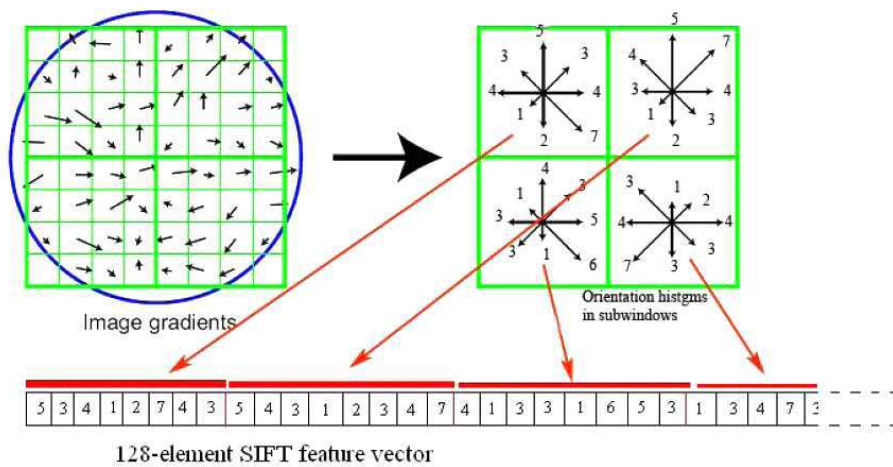 5
3 3
4 4
1
2
7
5
7
4
3 4
1 3
2
4
1 3
3 5
3 1 6
3 1 2
4 4
3
7 3
Image gradients
Orientation histgms
in subwindows
5 3 4 1 2 7 4 3 5 4 3 1 2 3 4 7 4 1 3 3 1 6 5 3 1 3 4 7 3
128-element SIFT feature vector